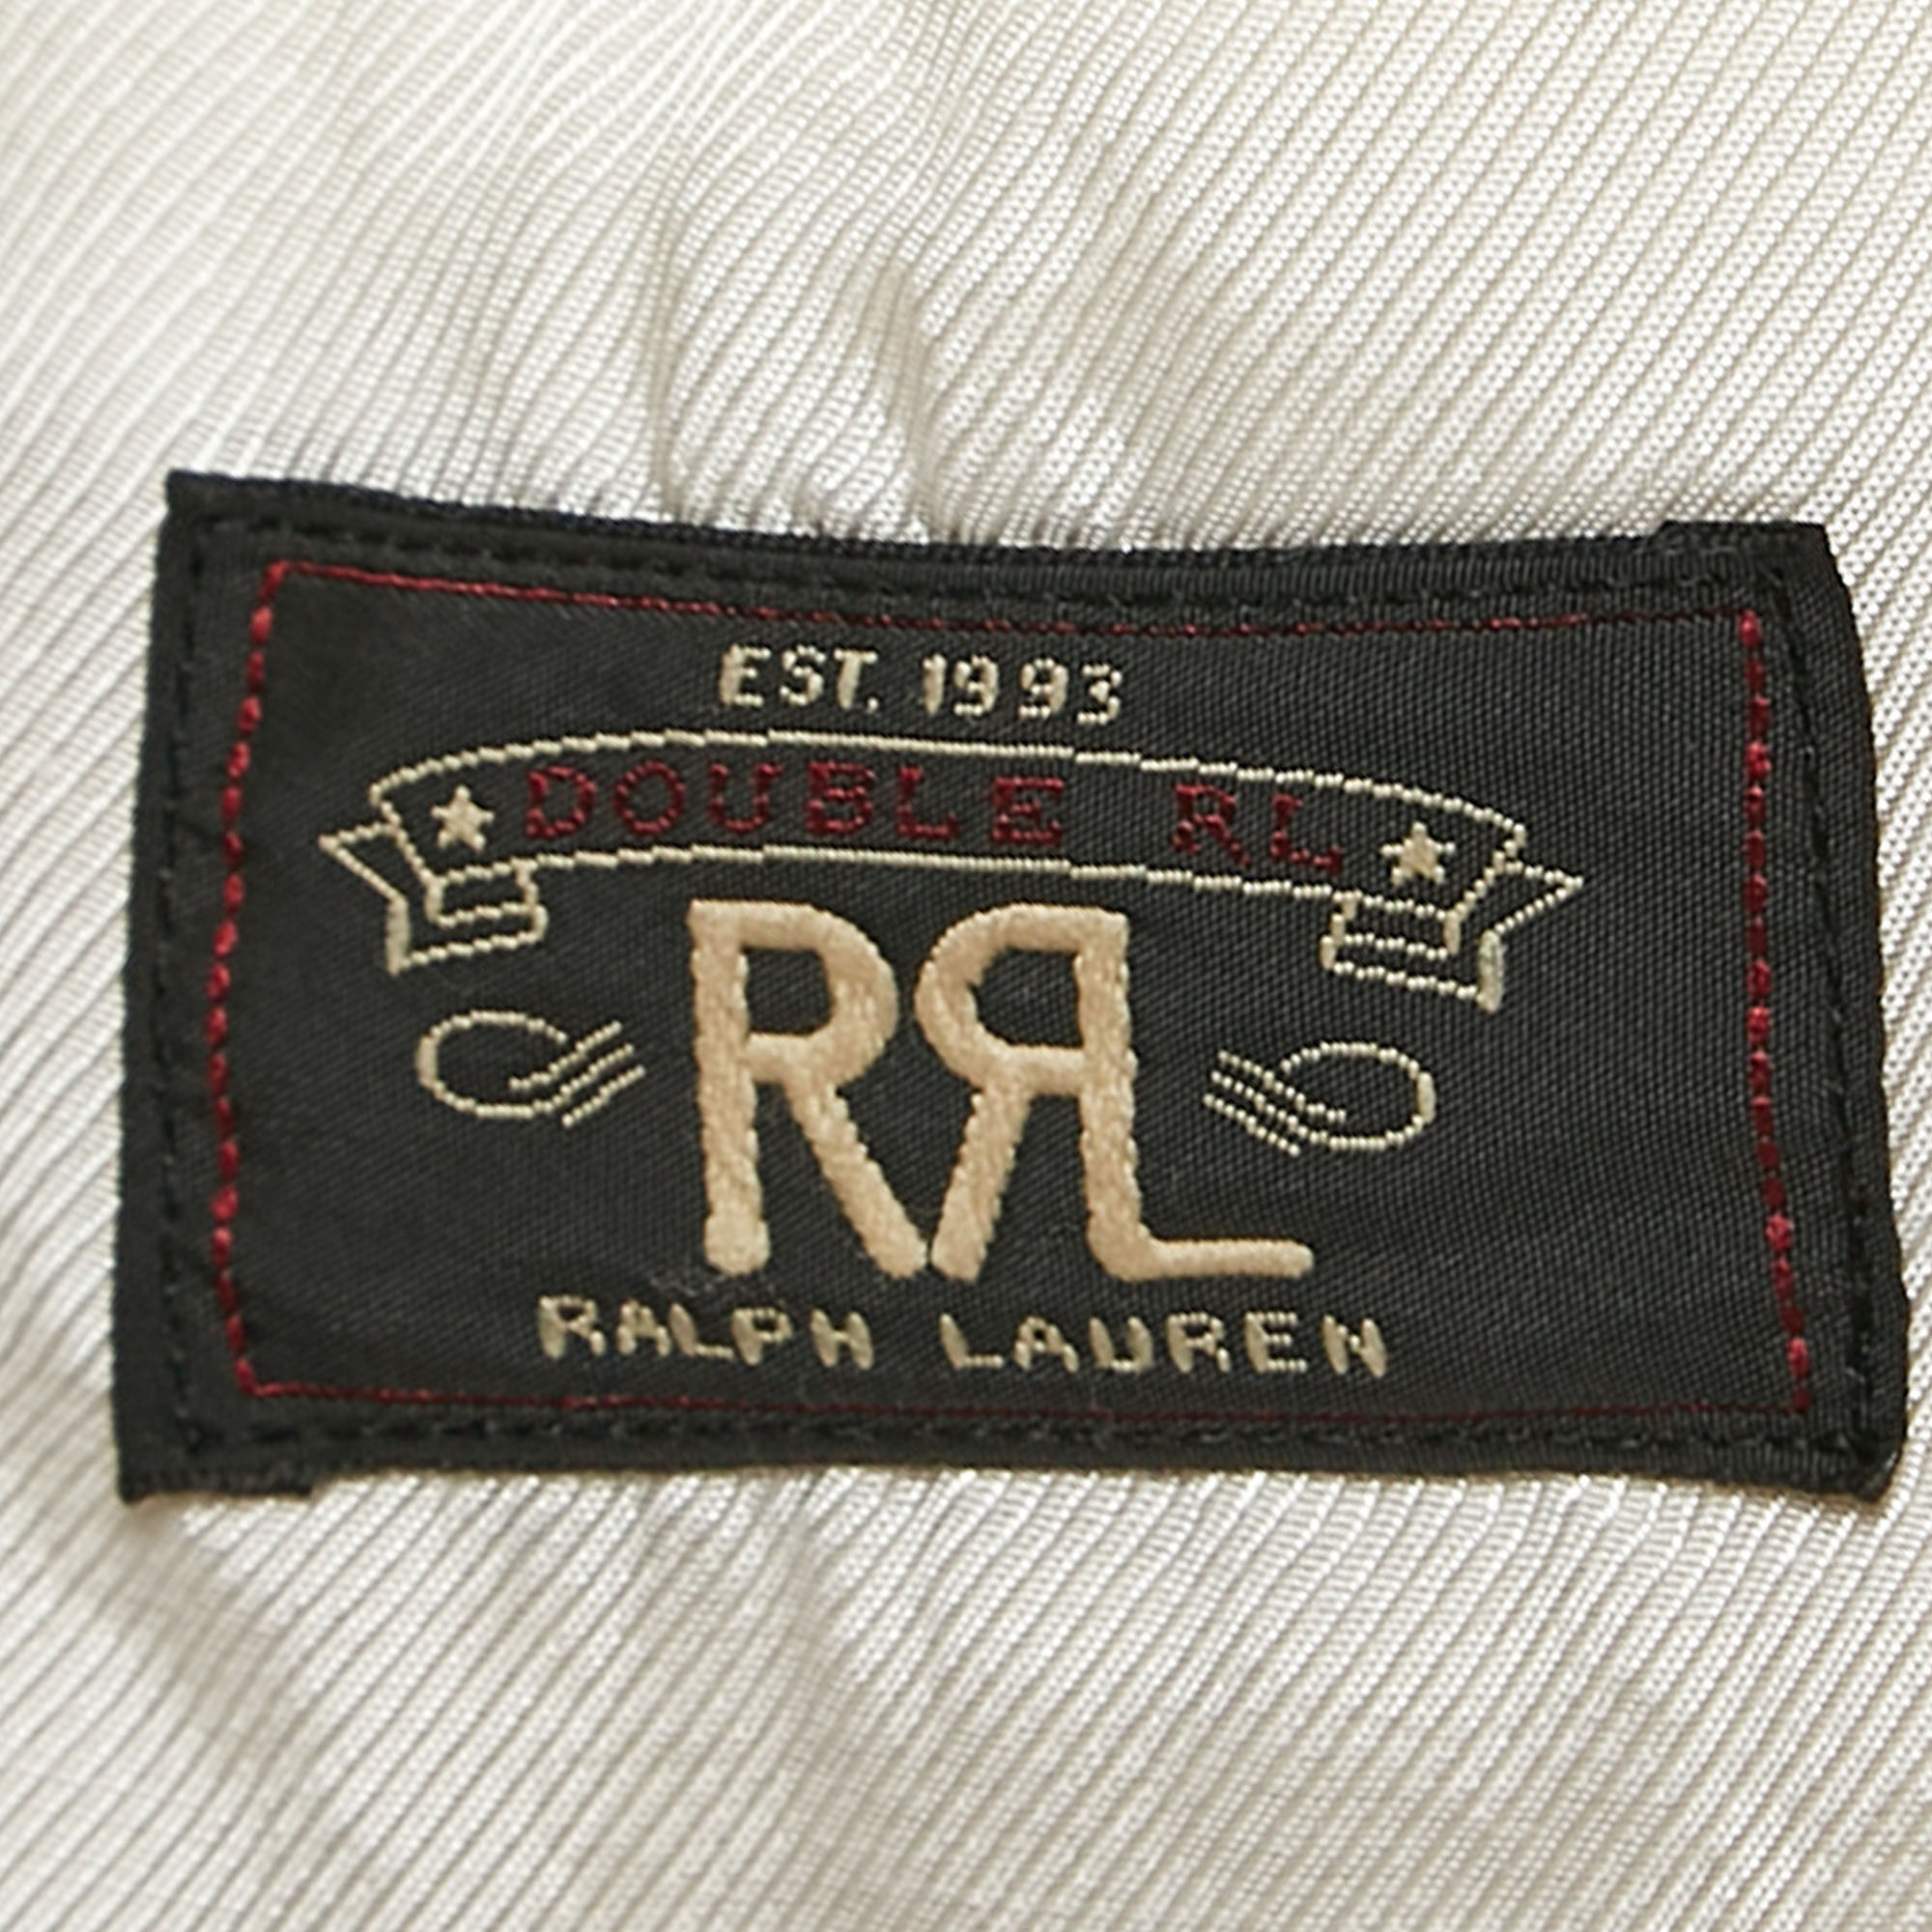 EST. 1993
DOUBLE RL
RRL
RALPH LAUREN